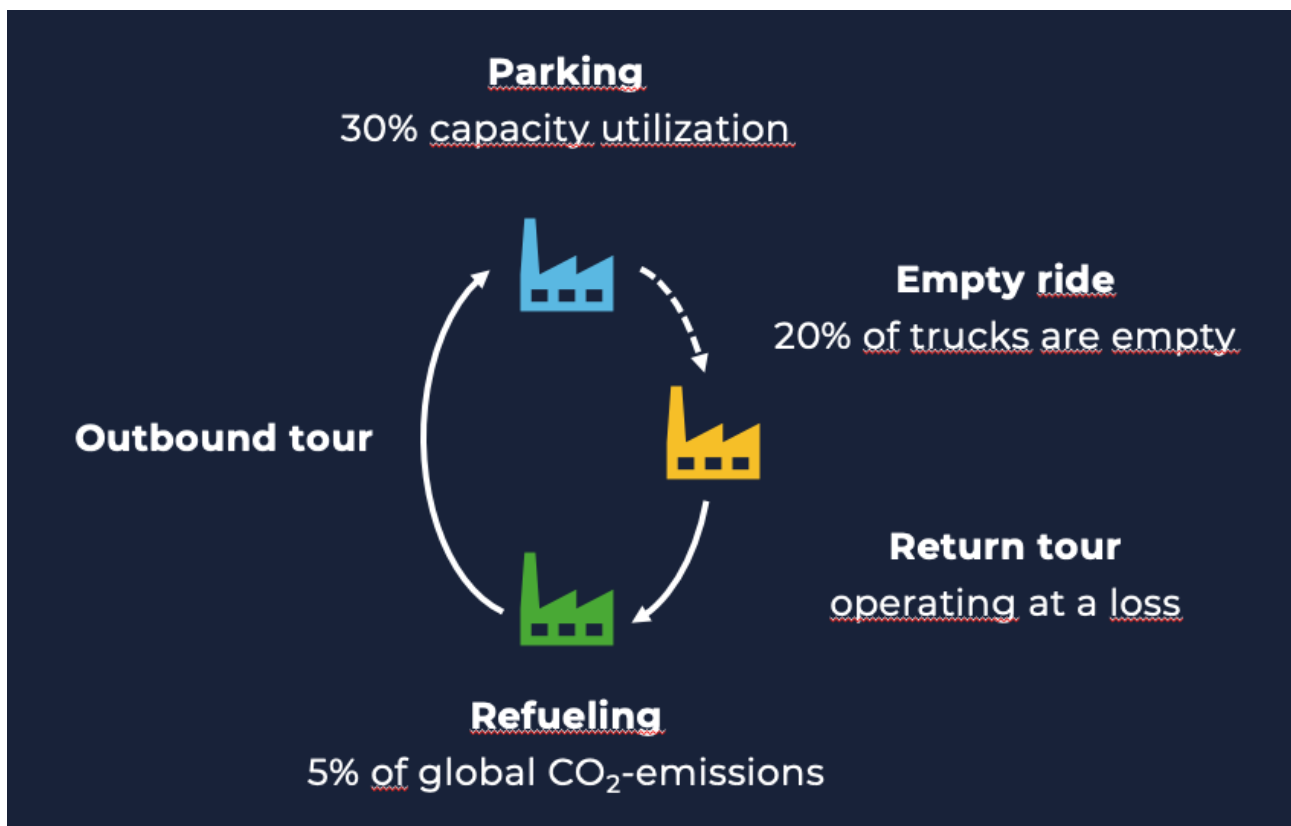 Parking
30% capacity utilization
Empty ride
20% of trucks are empty
Outbound tour
Return tour
operating at a loss
Refueling
5% of global CO₂-emissions